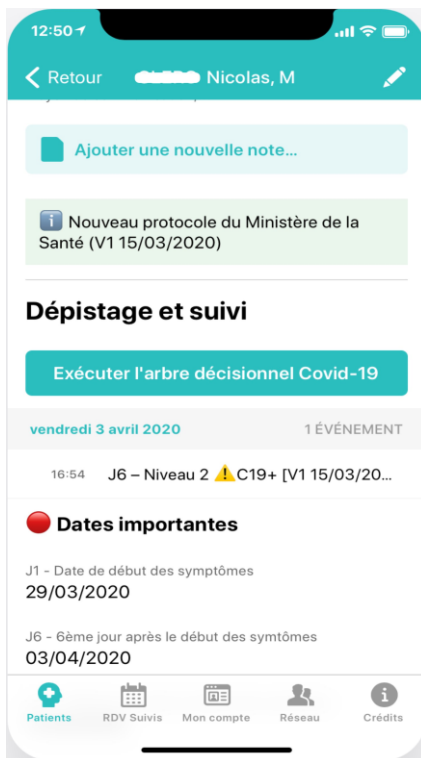 12:50
Retour
Nicolas, M
Ajouter une nouvelle note...
Nouveau protocole du Ministère de la
Santé (V1 15/03/2020)
Dépistage et suivi
Exécuter l'arbre décisionnel Covid-19
vendredi 3 avril 2020 1 ÉVÉNEMENT
16:54 J6 – Niveau 2 ⚠️C19+ [V1 15/03/20...
Dates importantes
J1 - Date de début des symptômes
29/03/2020
J6 - 6ème jour après le début des symtômes
03/04/2020
Patients RDV Suivis Mon compte Réseau Crédits